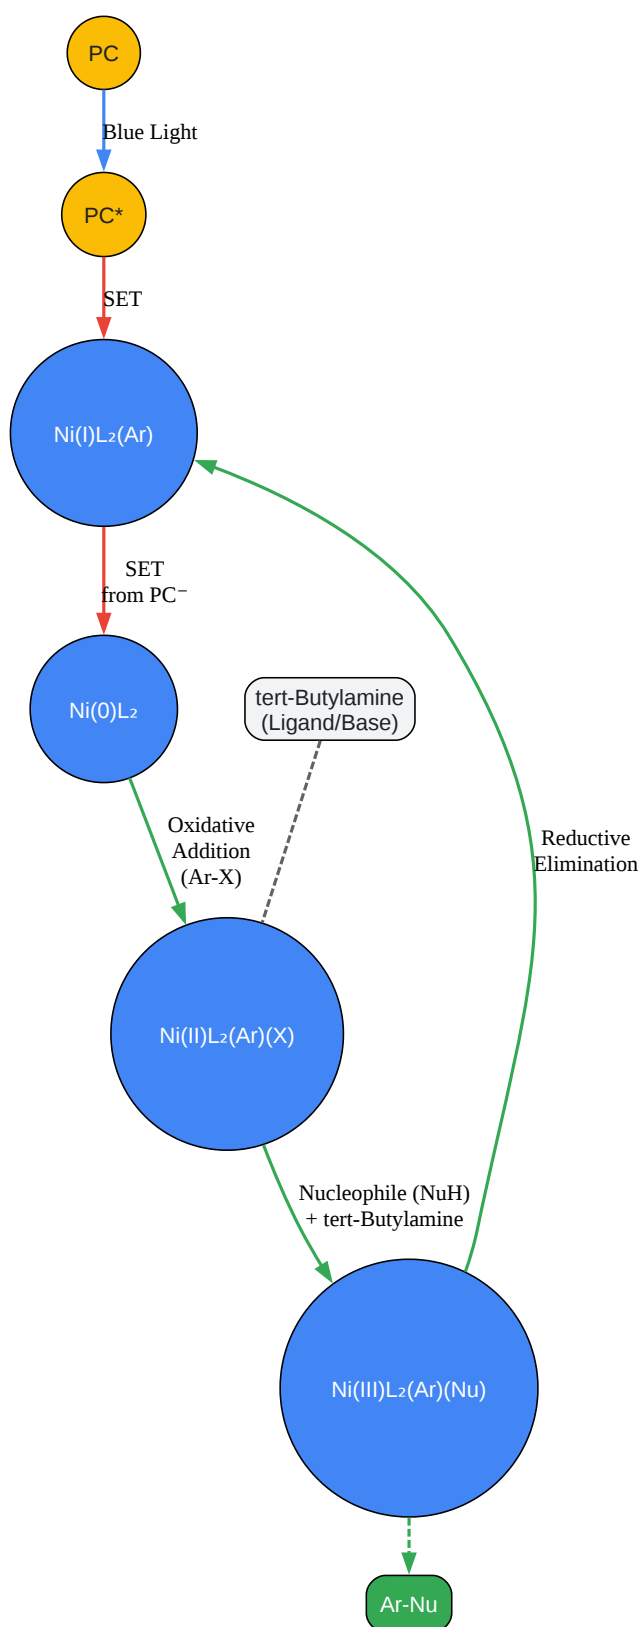 PC
Blue Light
PC*
SET
Ni(I)L₂(Ar)
SET
from PC⁻
Ni(0)L₂
tert-Butylamine
(Ligand/Base)
Oxidative
Addition
(Ar-X)
Reductive
Elimination
Ni(II)L₂(Ar)(X)
Nucleophile (NuH)
+ tert-Butylamine
Ni(III)L₂(Ar)(Nu)
Ar-Nu